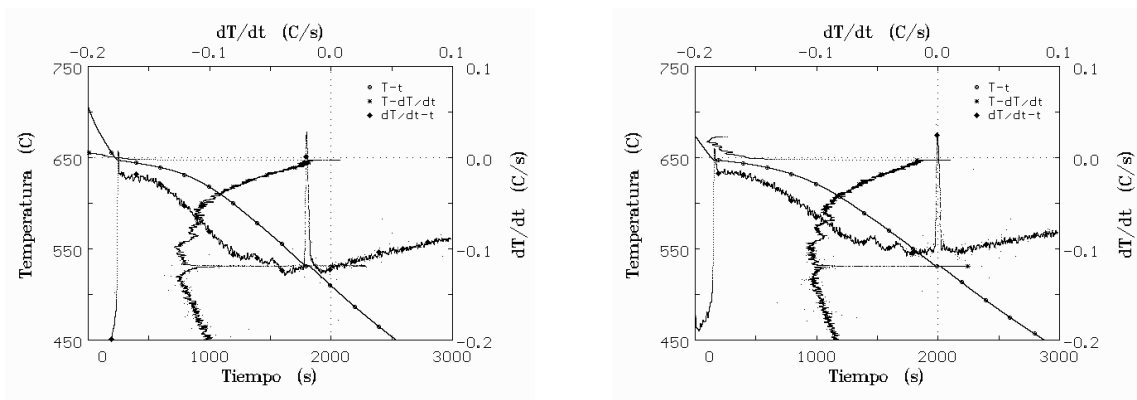 dT/dt (C/s)
-0.2 -0.1 0.0 0.1
750 0.1
T-t
T-dT/dt
dT/dt-t
650 0.0
Temperatura (C)
dT/dt (C/s)
550 -0.1
450 -0.2
0 1000 2000 3000
Tiempo (s)
dT/dt (C/s)
-0.2 -0.1 0.0 0.1
750 0.1
T-t
T-dT/dt
dT/dt-t
650 0.0
Temperatura (C)
dT/dt (C/s)
550 -0.1
450 -0.2
0 1000 2000 3000
Tiempo (s)